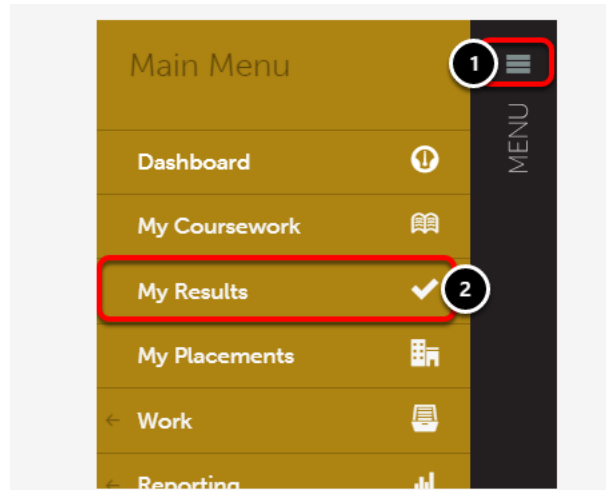 Main Menu
1
MENU
Dashboard
My Coursework
My Results
2
My Placements
Work
Reporting